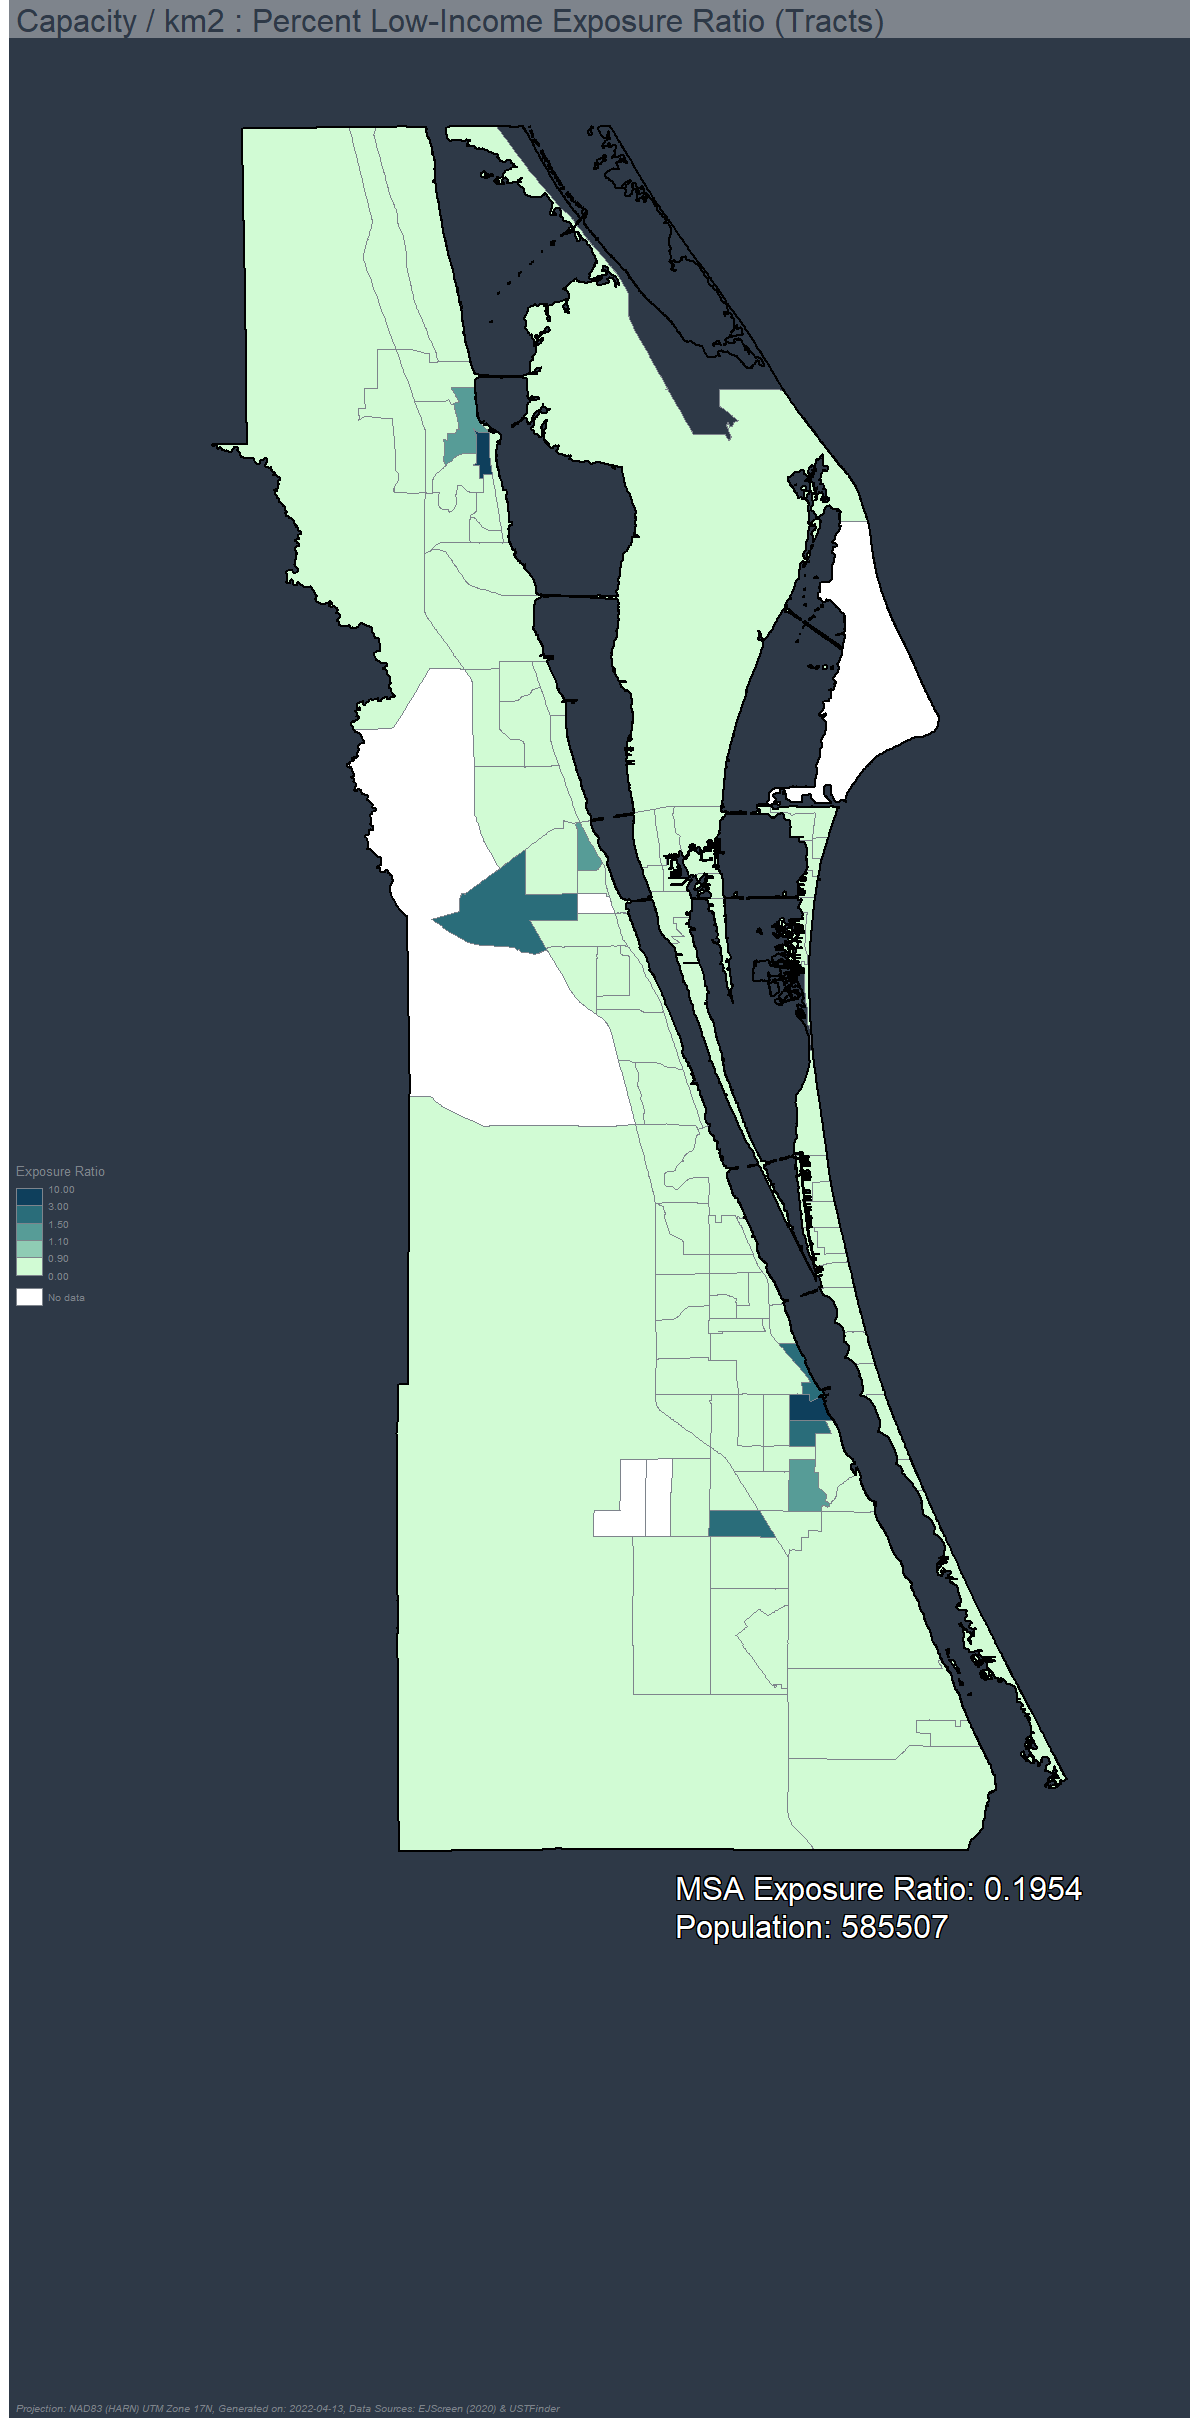 Capacity / km2 : Percent Low-Income Exposure Ratio (Tracts)
Exposure Ratio
10.00
3.00
1.50
1.10
0.90
0.00
No data
MSA Exposure Ratio: 0.1954
Population: 585507
Projection: NAD83 (HARN) UTM Zone 17N, Generated on: 2022-04-13, Data Sources: EJScreen (2020) & USTFinder